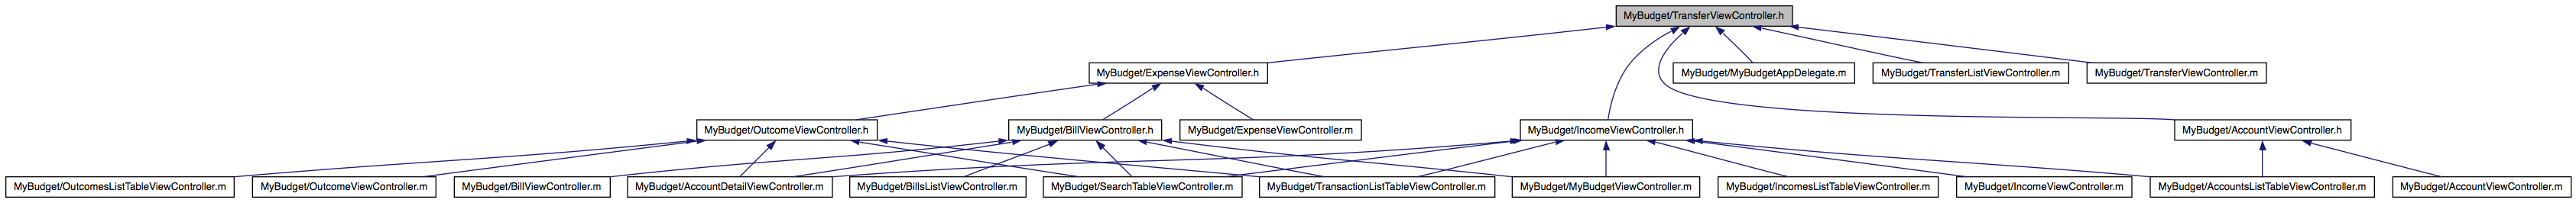 MyBudget/TransferViewController.h
MyBudget/ExpenseViewController.h
MyBudget/MyBudgetAppDelegate.m
MyBudget/TransferListViewController.m
MyBudget/TransferViewController.m
MyBudget/OutcomeViewController.h
MyBudget/BillViewController.h
MyBudget/ExpenseViewController.m
MyBudget/IncomeViewController.h
MyBudget/AccountViewController.h
MyBudget/OutcomesListTableViewController.m
MyBudget/OutcomeViewController.m
MyBudget/BillViewController.m
MyBudget/AccountDetailViewController.m
MyBudget/BillsListViewController.m
MyBudget/SearchTableViewController.m
MyBudget/TransactionListTableViewController.m
MyBudget/MyBudgetViewController.m
MyBudget/IncomesListTableViewController.m
MyBudget/IncomeViewController.m
MyBudget/AccountsListTableViewController.m
MyBudget/AccountViewController.m